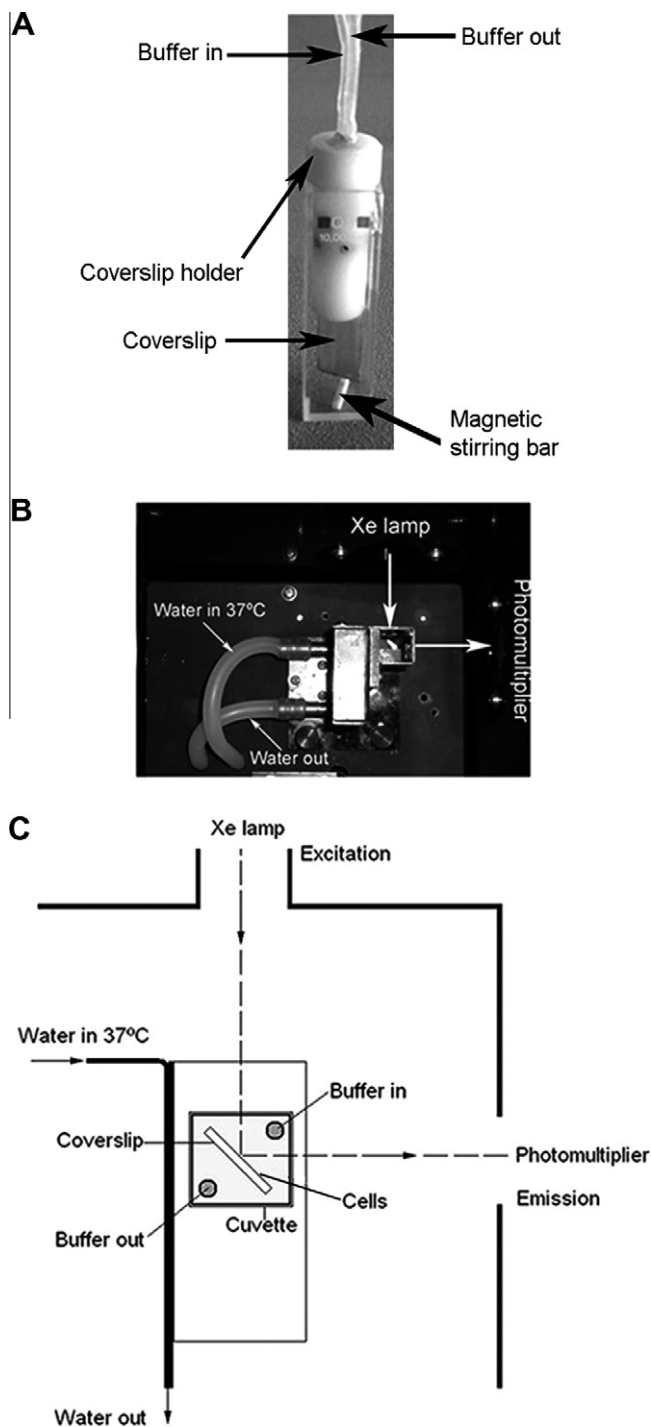 A
Buffer in
Buffer out
Coverslip holder
Coverslip
Magnetic
stirring bar
B
Xe lamp
Water in 37ºC
Photomultiplier
Water out
C
Xe lamp
Excitation
Water in 37ºC
Buffer in
Coverslip
Photomultiplier
Cells
Emission
Cuvette
Buffer out
Water out